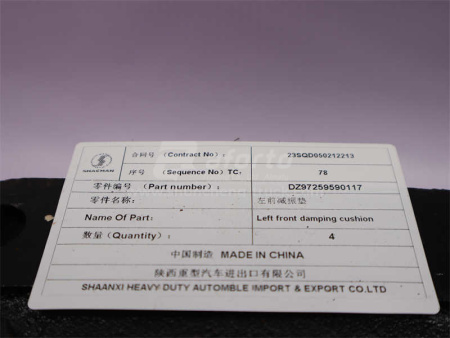 合同号 (Contract No): 23SQD050212213
SHACMAN 序号 (Sequence No) TC: 78
零件编号 (Part number): DZ97259590117
零件名称: 左前减振垫
Name Of Part: Left front damping cushion
数量 (Quantity): 4
中国制造 MADE IN CHINA
陕西重型汽车进出口有限公司
SHAANXI HEAVY DUTY AUTOMBLE IMPORT & EXPORT CO.LTD